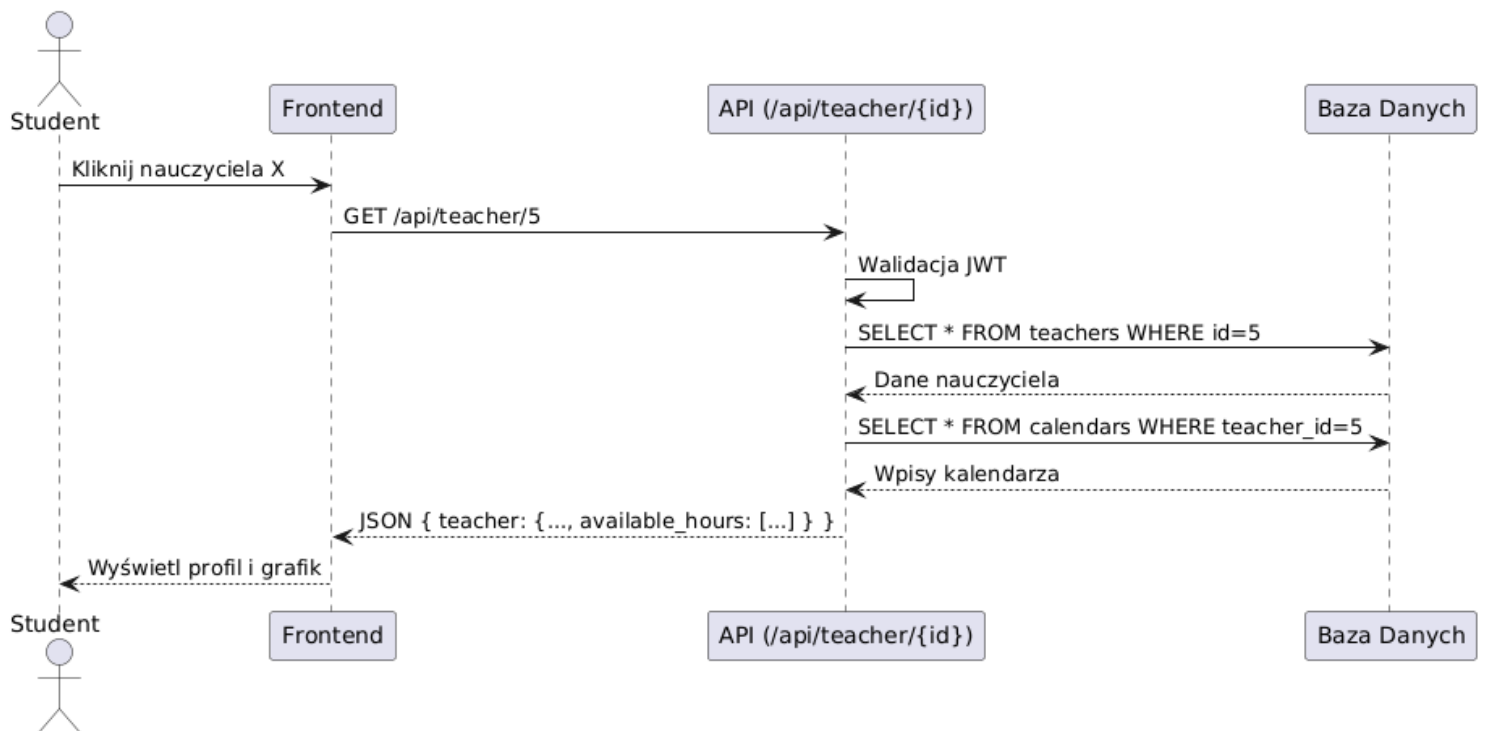 Student
Frontend
API (/api/teacher/{id})
Baza Danych
Kliknij nauczyciela X
GET /api/teacher/5
Walidacja JWT
SELECT * FROM teachers WHERE id=5
Dane nauczyciela
SELECT * FROM calendars WHERE teacher_id=5
Wpisy kalendarza
JSON { teacher: {..., available_hours: [...] } }
Wyświetl profil i grafik
Student
Frontend
API (/api/teacher/{id})
Baza Danych